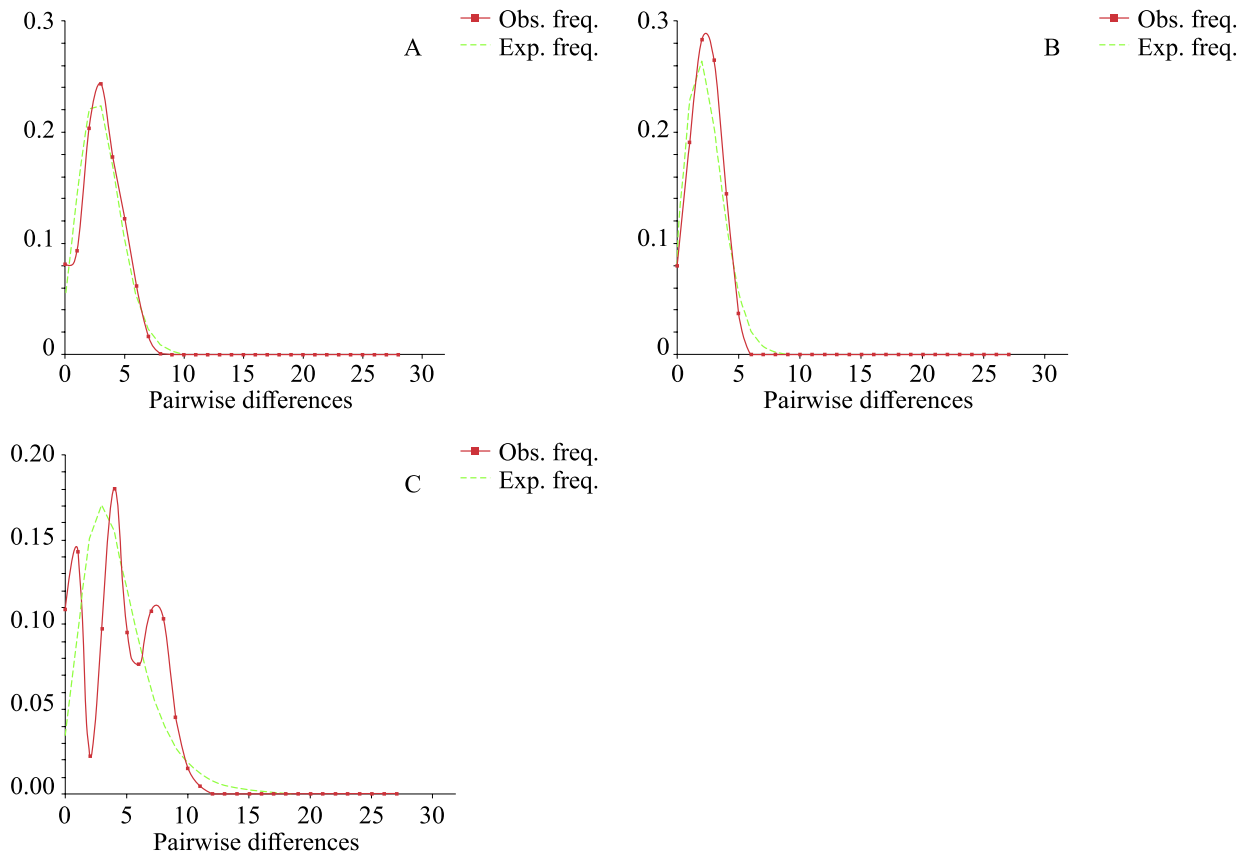 0.3
0.2
0.1
0
0 5 10 15 20 25 30
Pairwise differences
A
Obs. freq.
Exp. freq.
0.3
0.2
0.1
0
0 5 10 15 20 25 30
Pairwise differences
B
Obs. freq.
Exp. freq.
0.20
0.15
0.10
0.05
0.00
0 5 10 15 20 25 30
Pairwise differences
C
Obs. freq.
Exp. freq.